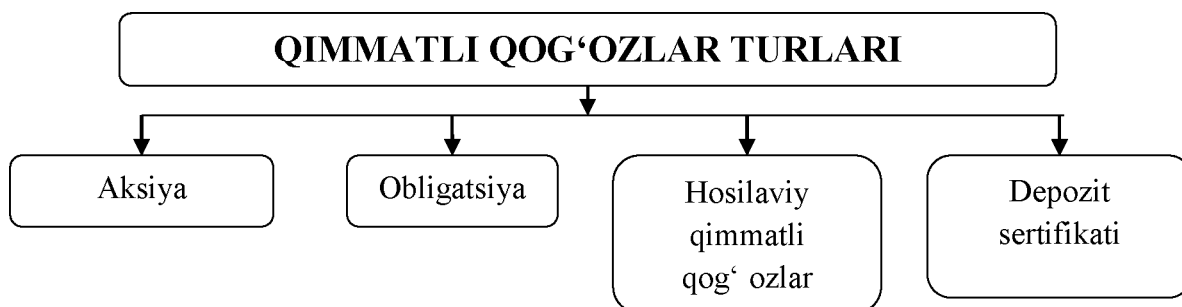 QIMMATLI QOG‘OZLAR TURLARI
Aksiya
Obligatsiya
Hosilaviy
qimmatli
qog‘ ozlar
Depozit
sertifikati